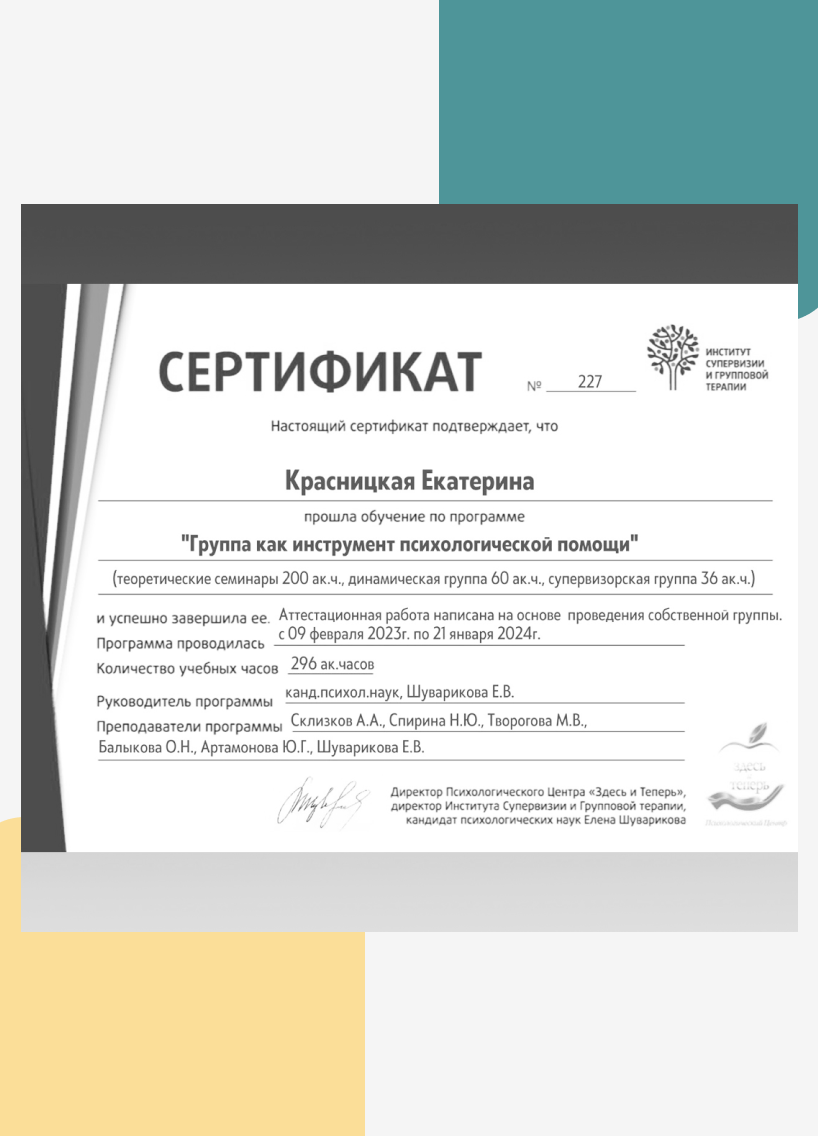 СЕРТИФИКАТ
№ 227
ИНСТИТУТ
СУПЕРВИЗИИ
И ГРУППОВОЙ
ТЕРАПИИ
Настоящий сертификат подтверждает, что
Красницкая Екатерина
прошла обучение по программе
"Группа как инструмент психологической помощи"
(теоретические семинары 200 ак.ч., динамическая группа 60 ак.ч., супервизорская группа 36 ак.ч.)
и успешно завершила ее. Аттестационная работа написана на основе проведения собственной группы.
Программа проводилась с 09 февраля 2023г. по 21 января 2024г.
Количество учебных часов 296 ак.часов
Руководитель программы канд.психол.наук, Шуварикова Е.В.
Преподаватели программы Склизков А.А., Спирина Н.Ю., Творогова М.В.,
Балыкова О.Н., Артамонова Ю.Г., Шуварикова Е.В.
Директор Психологического Центра «Здесь и Теперь»,
директор Института Супервизии и Групповой терапии,
кандидат психологических наук Елена Шуварикова
здесь
теперь
Психологический Центр